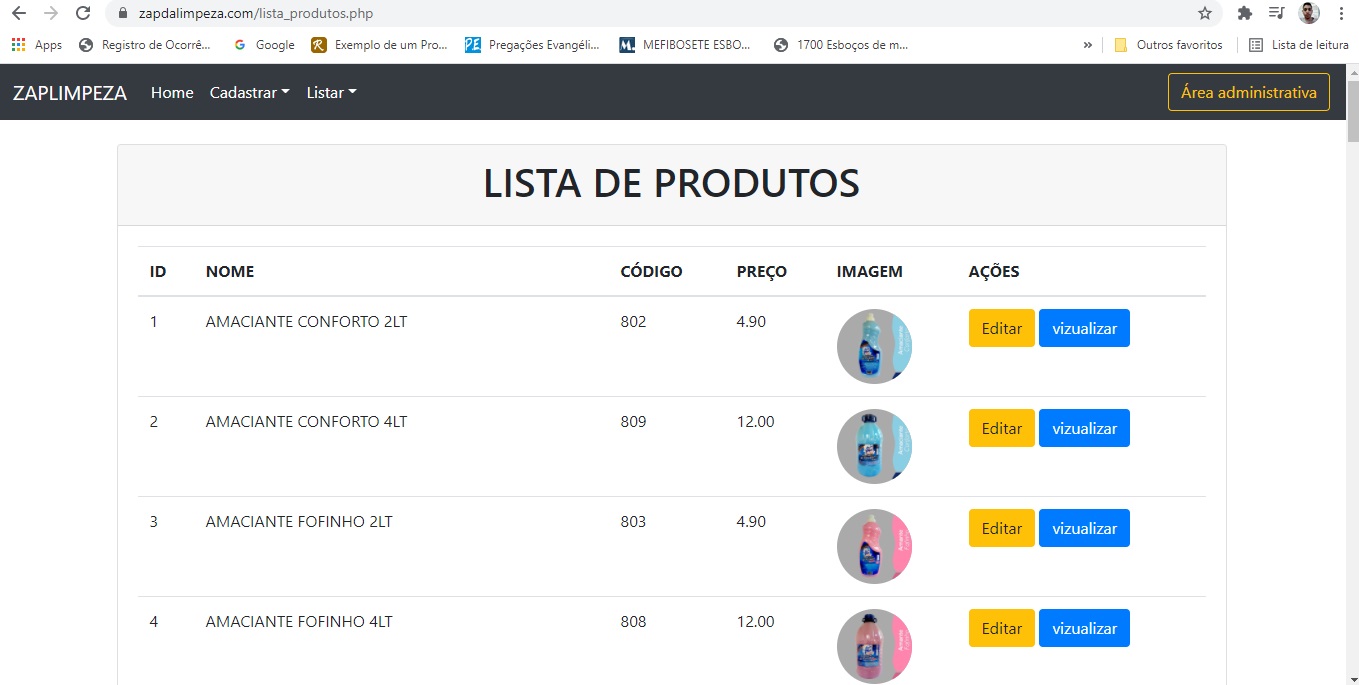 zapdalimpeza.com/lista_produtos.php
Apps Registro de Ocorrê... Google Exemplo de um Pro... Pregações Evangéli... MEFIBOSETE ESBO... 1700 Esboços de m... » Outros favoritos Lista de leitura
ZAPLIMPEZA Home Cadastrar Listar Área administrativa
LISTA DE PRODUTOS
ID NOME CÓDIGO PREÇO IMAGEM AÇÕES
1 AMACIANTE CONFORTO 2LT 802 4.90 Editar vizualizar
2 AMACIANTE CONFORTO 4LT 809 12.00 Editar vizualizar
3 AMACIANTE FOFINHO 2LT 803 4.90 Editar vizualizar
4 AMACIANTE FOFINHO 4LT 808 12.00 Editar vizualizar